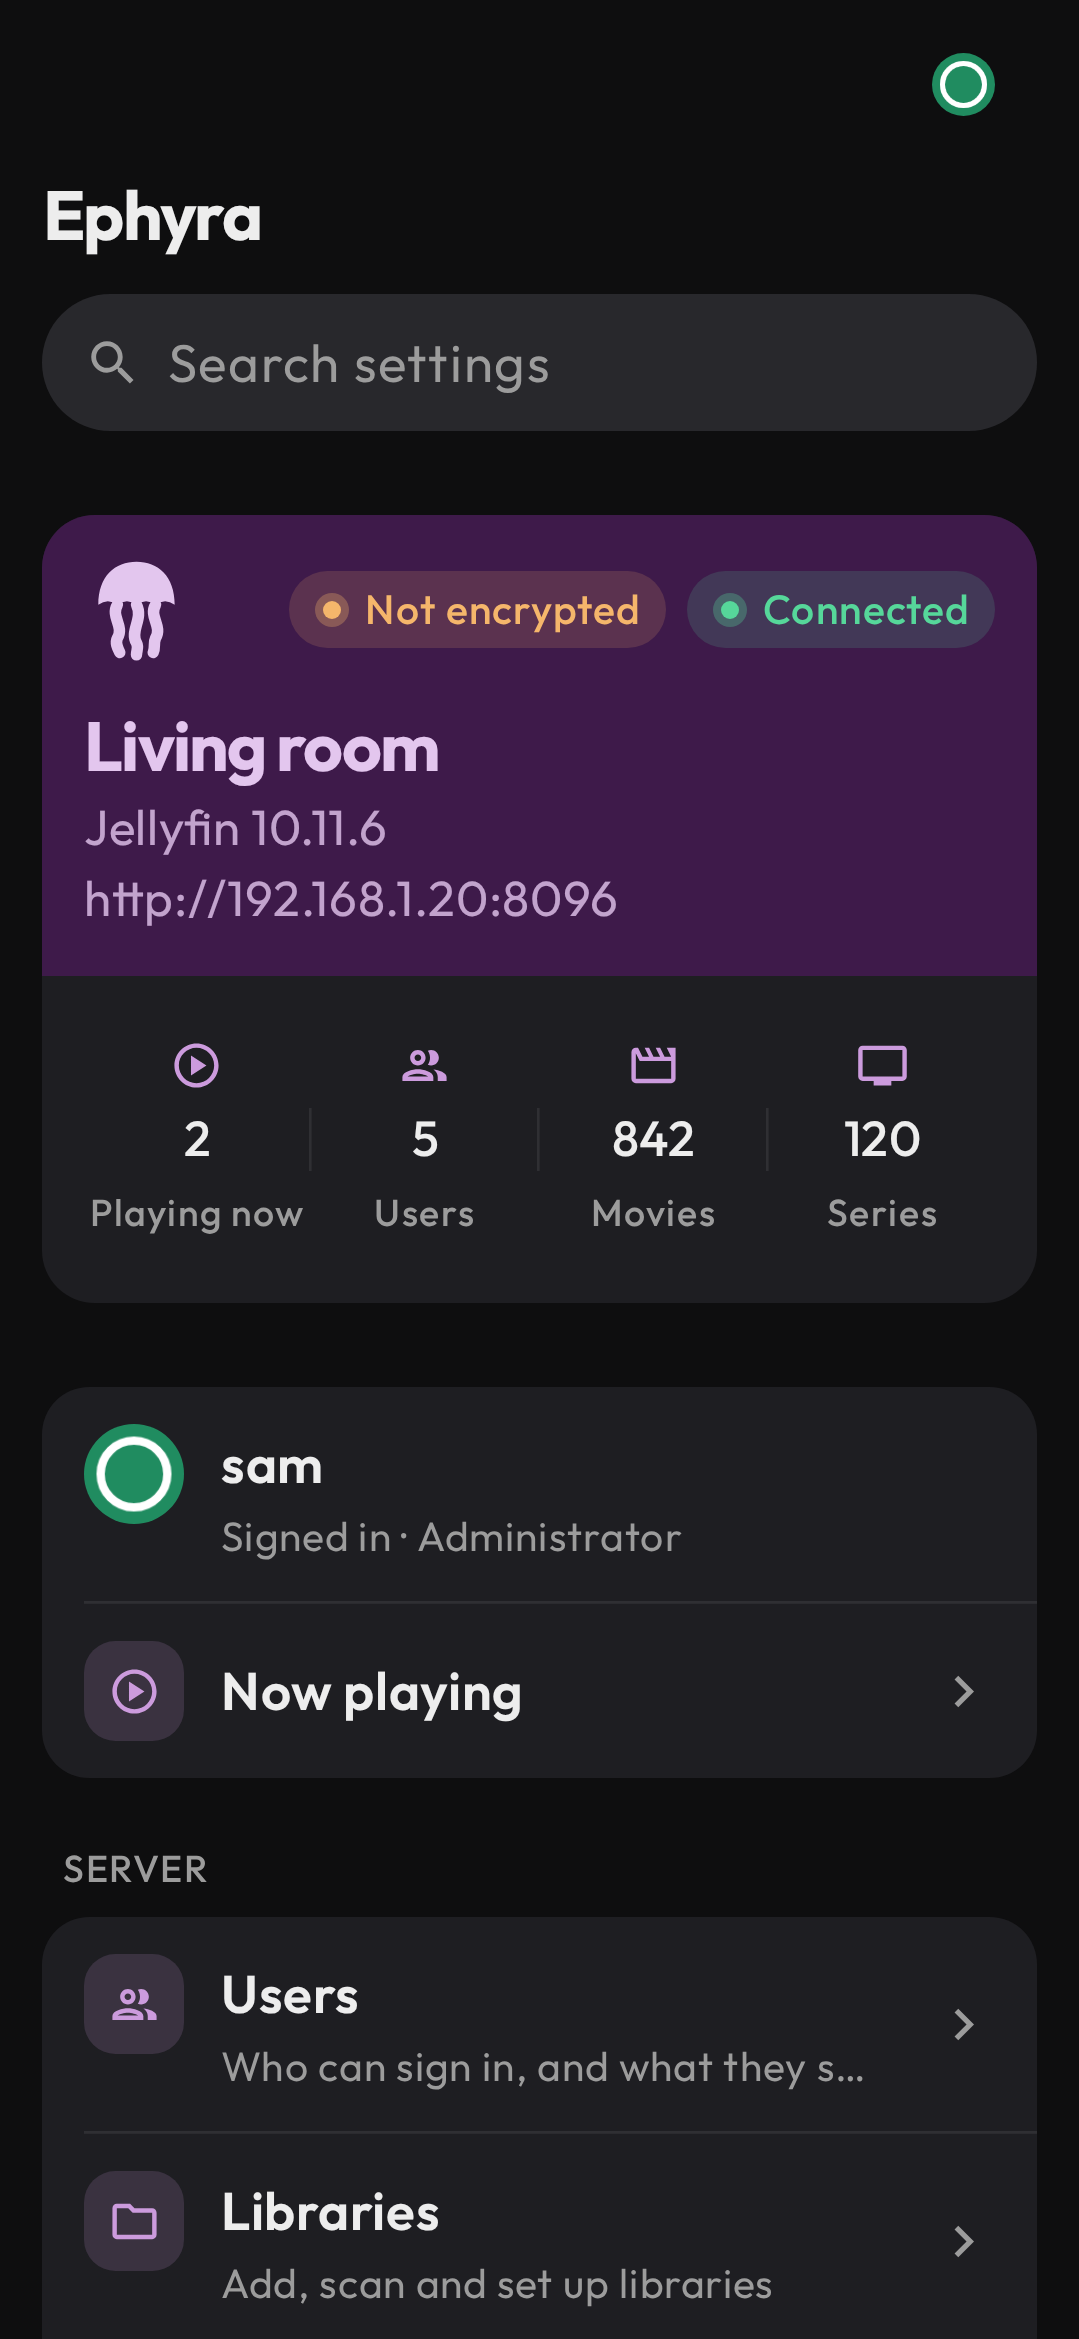 Ephyra
Search settings
Not encrypted
Connected
Living room
Jellyfin 10.11.6
http://192.168.1.20:8096
2
5
842
120
Playing now
Users
Movies
Series
sam
Signed in · Administrator
Now playing
SERVER
Users
Who can sign in, and what they s...
Libraries
Add, scan and set up libraries